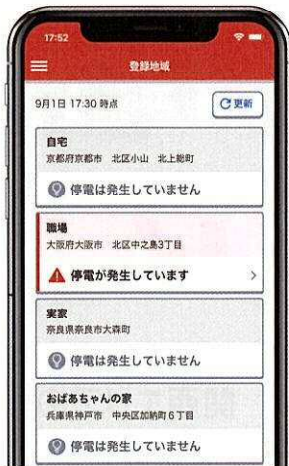 17:52
登録地域
9月1日 17:30 時点
更新
自宅
京都府京都市 北区小山 北上総町
停電は発生していません
職場
大阪府大阪市 北区中之島3丁目
停電が発生しています
実家
奈良県奈良市大森町
停電は発生していません
おばあちゃんの家
兵庫県神戸市 中央区加納町6丁目
停電は発生していません